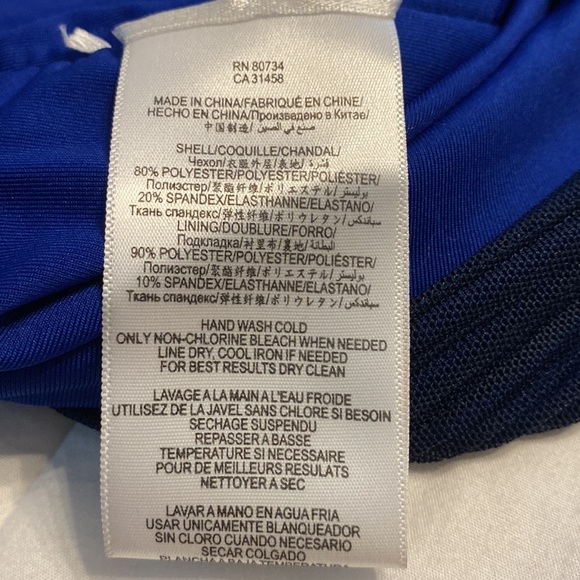 RN 80734
CA 31458
MADE IN CHINA/FABRIQUÉ EN CHINE/
HECHO EN CHINA/Произведено в Китае/
中国制造/ صنع في الصين
SHELL/COQUILLE/CHANDAL/
Чехол/衣服外层/表地/ قشرة/
80% POLYESTER/POLYESTER/POLIÉSTER/
Полиэстер/聚酯纤维/ポリエステル/ بوليستر/
20% SPANDEX/ELASTHANNE/ELASTANO/
Ткань спандекс/弹性纤维/ポリウレタン/ سباندكس/
LINING/DOUBLURE/FORRO/
Подкладка/衬里布/裏地/ البطانة/
90% POLYESTER/POLYESTER/POLIÉSTER/
Полиэстер/聚酯纤维/ポリエステル/ بوليستر/
10% SPANDEX/ELASTHANNE/ELASTANO/
Ткань спандекс/弹性纤维/ポリウレタン/ سباندكس/
HAND WASH COLD
ONLY NON-CHLORINE BLEACH WHEN NEEDED
LINE DRY, COOL IRON IF NEEDED
FOR BEST RESULTS DRY CLEAN
LAVAGE A LA MAIN A L'EAU FROIDE
UTILISEZ DE LA JAVEL SANS CHLORE SI BESOIN
SECHAGE SUSPENDU
REPASSER A BASSE
TEMPERATURE SI NECESSAIRE
POUR DE MEILLEURS RESULATS
NETTOYER A SEC
LAVAR A MANO EN AGUA FRIA
USAR UNICAMENTE BLANQUEADOR
SIN CLORO CUANDO NECESARIO
SECAR COLGADO
PLANCHA A BAJA TEMPERATURA